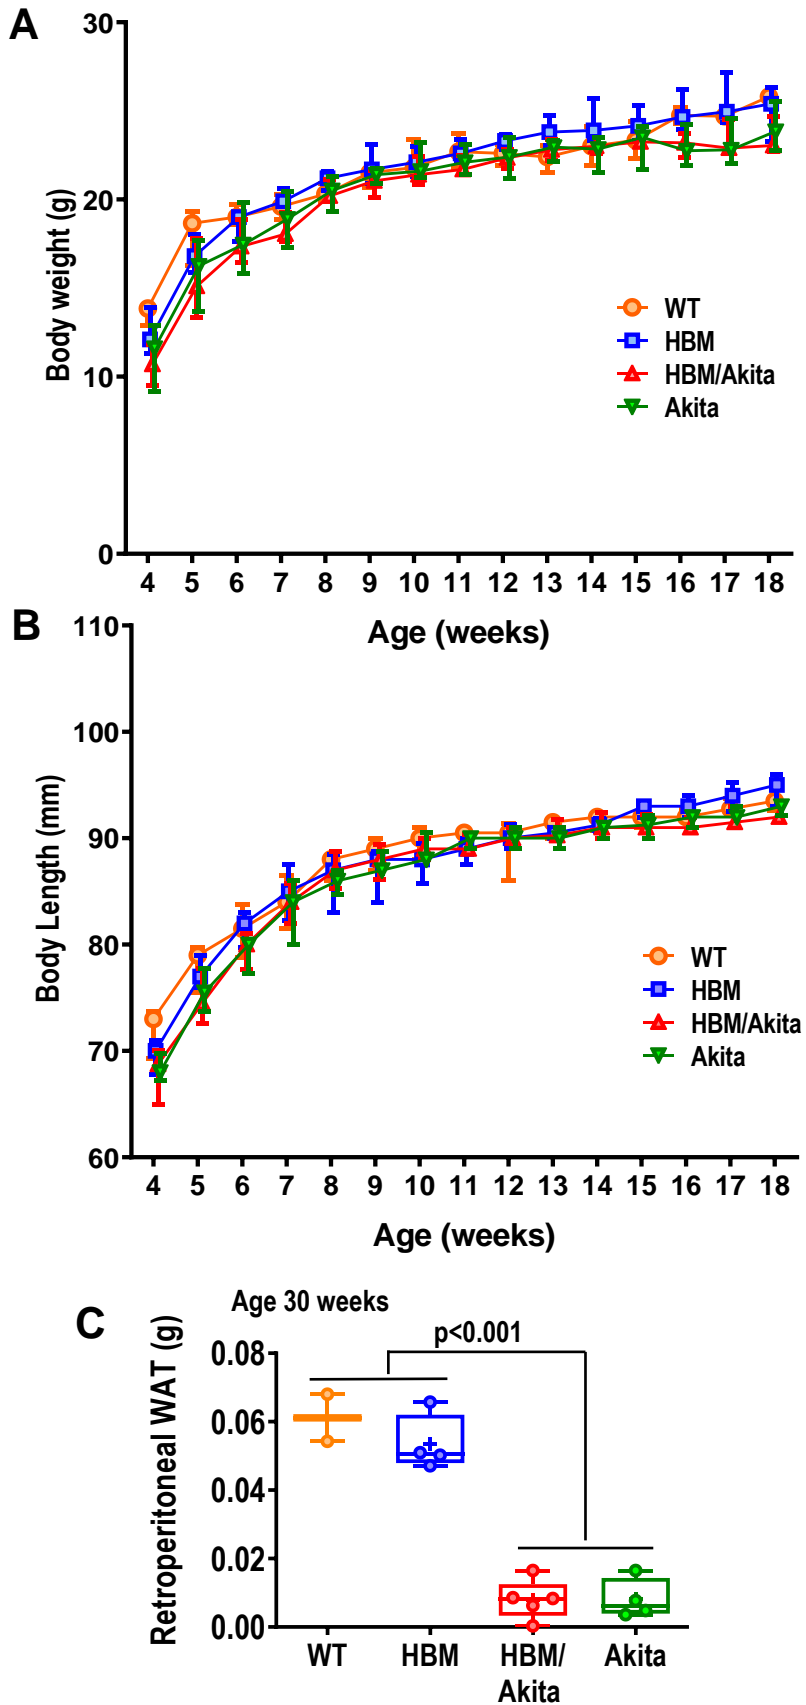 A
Body weight (g)
30
20
10
0
WT
HBM
HBM/Akita
Akita
4 5 6 7 8 9 10 11 12 13 14 15 16 17 18
Age (weeks)
B
Body Length (mm)
110
100
90
80
70
60
WT
HBM
HBM/Akita
Akita
4 5 6 7 8 9 10 11 12 13 14 15 16 17 18
Age (weeks)
C
Age 30 weeks
p<0.001
Retroperitoneal WAT (g)
0.08
0.06
0.04
0.02
0.00
WT HBM HBM/ Akita
Akita